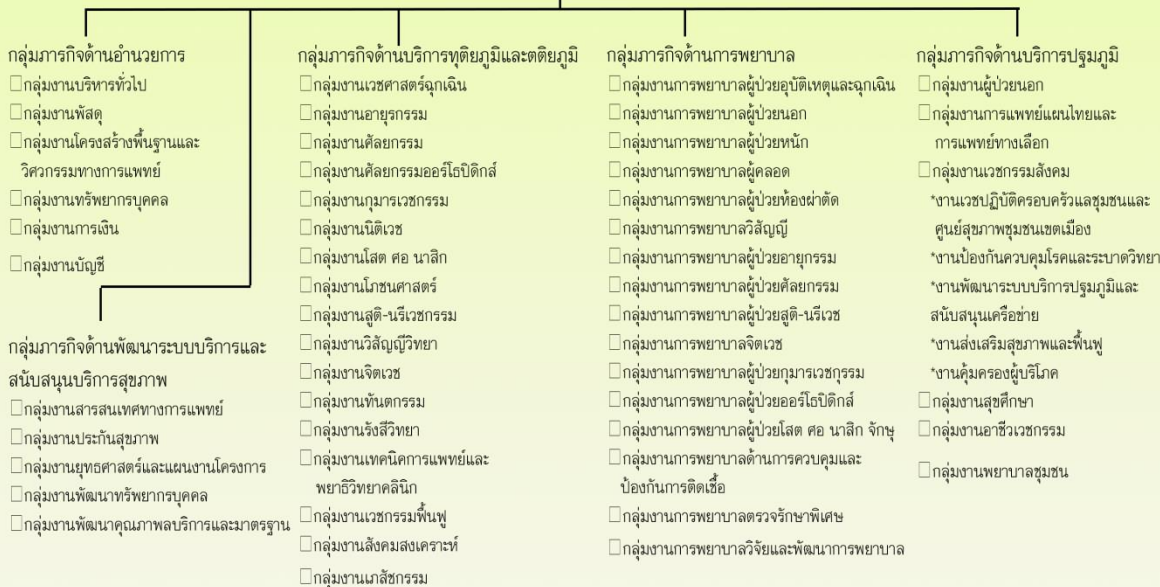 กลุ่มภารกิจด้านอำนวยการ
☐กลุ่มงานบริหารทั่วไป
☐กลุ่มงานพัสดุ
☐กลุ่มงานโครงสร้างพื้นฐานและ
วิศวกรรมทางการแพทย์
☐กลุ่มงานทรัพยากรบุคคล
☐กลุ่มงานการเงิน
☐กลุ่มงานบัญชี
กลุ่มภารกิจด้านพัฒนาระบบบริการและ
สนับสนุนบริการสุขภาพ
☐กลุ่มงานสารสนเทศทางการแพทย์
☐กลุ่มงานประกันสุขภาพ
☐กลุ่มงานยุทธศาสตร์และแผนงานโครงการ
☐กลุ่มงานพัฒนาทรัพยากรบุคคล
☐กลุ่มงานพัฒนาคุณภาพลบริการและมาตรฐาน
กลุ่มภารกิจด้านบริการทุติยภูมิและตติยภูมิ
☐กลุ่มงานเวชศาสตร์ฉุกเฉิน
☐กลุ่มงานอายุรกรรม
☐กลุ่มงานศัลยกรรม
☐กลุ่มงานศัลยกรรมออร์โธปิดิกส์
☐กลุ่มงานกุมารเวชกรรม
☐กลุ่มงานนิติเวช
☐กลุ่มงานโสต ศอ นาสิก
☐กลุ่มงานโภชนศาสตร์
☐กลุ่มงานสูติ-นรีเวชกรรม
☐กลุ่มงานวิสัญญีวิทยา
☐กลุ่มงานจิตเวช
☐กลุ่มงานทันตกรรม
☐กลุ่มงานรังสีวิทยา
☐กลุ่มงานเทคนิคการแพทย์และ
พยาธิวิทยาคลินิก
☐กลุ่มงานเวชกรรมฟื้นฟู
☐กลุ่มงานสังคมสงเคราะห์
☐กลุ่มงานเภสัชกรรม
กลุ่มภารกิจด้านการพยาบาล
☐กลุ่มงานการพยาบาลผู้ป่วยอุบัติเหตุและฉุกเฉิน
☐กลุ่มงานการพยาบาลผู้ป่วยนอก
☐กลุ่มงานการพยาบาลผู้ป่วยหนัก
☐กลุ่มงานการพยาบาลผู้คลอด
☐กลุ่มงานการพยาบาลผู้ป่วยห้องผ่าตัด
☐กลุ่มงานการพยาบาลวิสัญญี
☐กลุ่มงานการพยาบาลผู้ป่วยอายุกรรม
☐กลุ่มงานการพยาบาลผู้ป่วยศัลยกรรม
☐กลุ่มงานการพยาบาลผู้ป่วยสูติ-นรีเวช
☐กลุ่มงานการพยาบาลจิตเวช
☐กลุ่มงานการพยาบาลผู้ป่วยกุมารเวชกุรรม
☐กลุ่มงานการพยาบาลผู้ป่วยออร์โธปิดิกส์
☐กลุ่มงานการพยาบาลผู้ป่วยโสต ศอ นาสิก จักษุ
☐กลุ่มงานการพยาบาลด้านการควบคุมและ
ป้องกันการติดเชื้อ
☐กลุ่มงานการพยาบาลตรวจรักษาพิเศษ
☐กลุ่มงานการพยาบาลวิจัยและพัฒนาการพยาบาล
กลุ่มภารกิจด้านบริการปฐมภูมิ
☐กลุ่มงานผู้ป่วยนอก
☐กลุ่มงานการแพทย์แผนไทยและ
การแพทย์ทางเลือก
☐กลุ่มงานเวชกรรมสังคม
*งานเวชปฏิบัติครอบครัวแลชุมชนและ
ศูนย์สุขภาพชุมชนเขตเมือง
*งานป้องกันควบคุมโรคและระบาดวิทยา
*งานพัฒนาระบบบริการปฐมภูมิและ
สนับสนุนเครือข่าย
*งานส่งเสริมสุขภาพและฟื้นฟู
*งานคุ้มครองผู้บริโภค
☐กลุ่มงานสุขศึกษา
☐กลุ่มงานอาชีวเวชกรรม
☐กลุ่มงานพยาบาลชุมชน